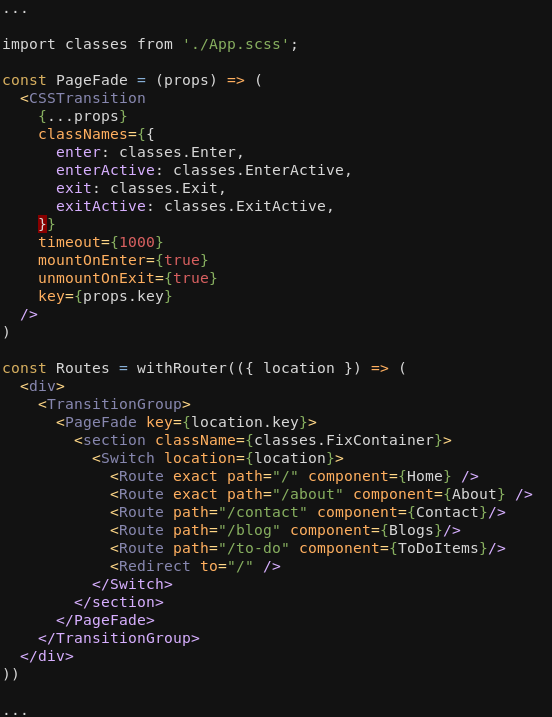 ...
import classes from './App.scss';
const PageFade = (props) => (
  <CSSTransition
    {...props}
    classNames={{
      enter: classes.Enter,
      enterActive: classes.EnterActive,
      exit: classes.Exit,
      exitActive: classes.ExitActive,
    }}
    timeout={1000}
    mountOnEnter={true}
    unmountOnExit={true}
    key={props.key}
  />
)
const Routes = withRouter(({ location }) => (
  <div>
    <TransitionGroup>
      <PageFade key={location.key}>
        <section className={classes.FixContainer}>
          <Switch location={location}>
            <Route exact path="/" component={Home} />
            <Route exact path="/about" component={About} />
            <Route path="/contact" component={Contact}/>
            <Route path="/blog" component={Blogs}/>
            <Route path="/to-do" component={ToDoItems}/>
            <Redirect to="/" />
          </Switch>
        </section>
      </PageFade>
    </TransitionGroup>
  </div>
))
...